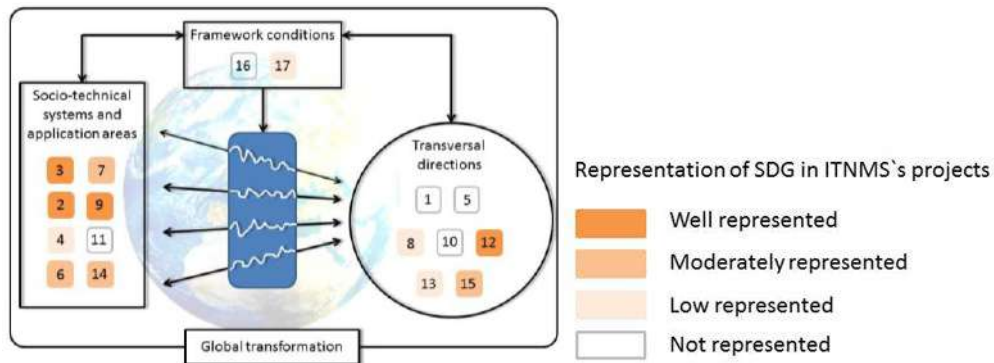 Framework conditions
16 17
Socio-technical
systems and
application areas
3 7
2 9
4 11
6 14
Transversal
directions
1 5
8 10 12
13 15
Global transformation
Representation of SDG in ITNMS`s projects
Well represented
Moderately represented
Low represented
Not represented